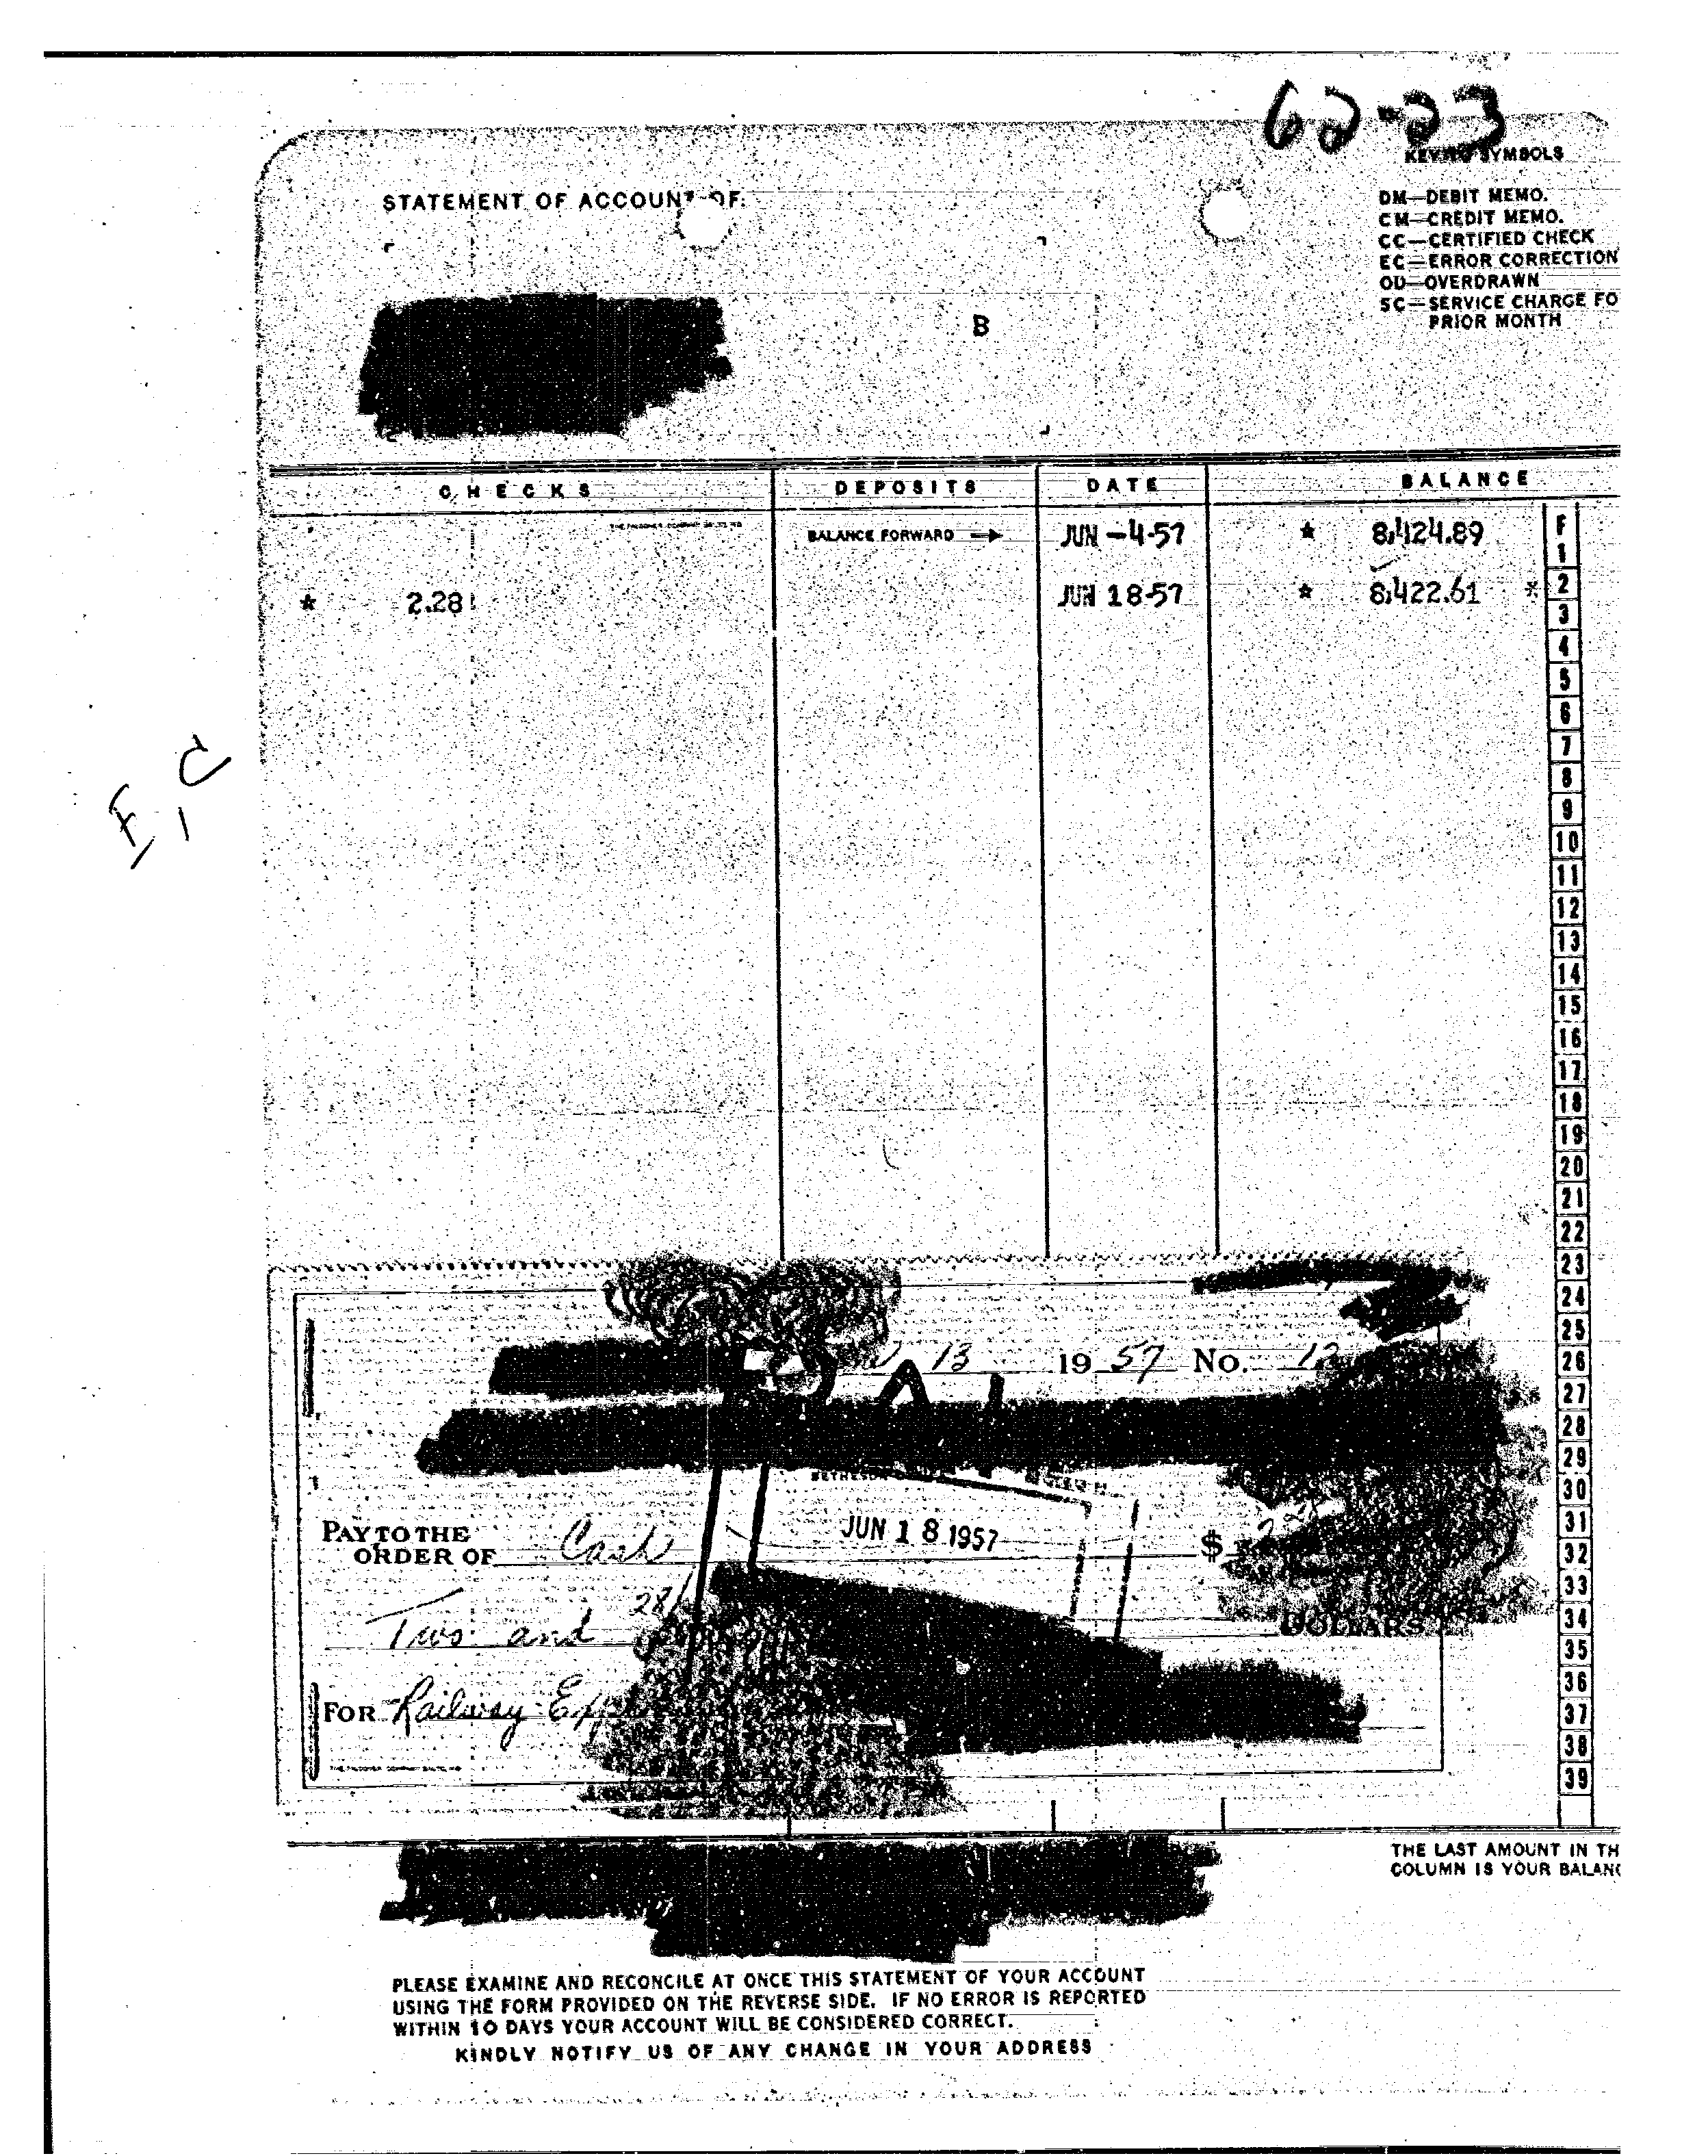 62-23
KEY TO SYMBOLS
STATEMENT OF ACCOUNT OF:
DM—DEBIT MEMO.
CM—CREDIT MEMO.
CC—CERTIFIED CHECK
EC—ERROR CORRECTION
OD—OVERDRAWN
SC—SERVICE CHARGE FO
PRIOR MONTH
B
CHECKS DEPOSITS DATE BALANCE
BALANCE FORWARD → JUN -4-57 * 8,424.89 F
1
* 2.28 JUN 18-57 * 8,422.61 * 2
3
4
5
6
7
8
9
10
11
12
13
14
15
16
17
18
19
20
21
22
23
24
25
13 19 57 No. 12 26
27
28
29
30
PAY TO THE JUN 18 1957 31
ORDER OF Cash $ 2.28 32
33
Two and 28/ DOLLARS 34
35
36
FOR Railway 37
38
39
THE LAST AMOUNT IN TH
COLUMN IS YOUR BALANC
PLEASE EXAMINE AND RECONCILE AT ONCE THIS STATEMENT OF YOUR ACCOUNT
USING THE FORM PROVIDED ON THE REVERSE SIDE. IF NO ERROR IS REPORTED
WITHIN 10 DAYS YOUR ACCOUNT WILL BE CONSIDERED CORRECT.
KINDLY NOTIFY US OF ANY CHANGE IN YOUR ADDRESS